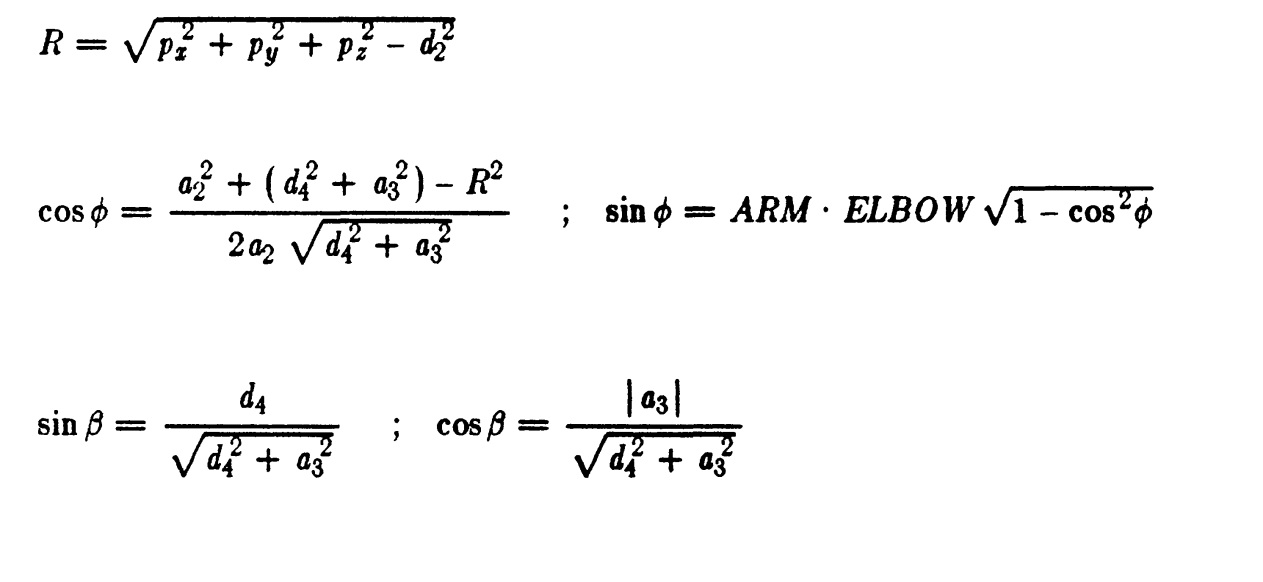 $R = \sqrt{p_x^2 + p_y^2 + p_z^2 - d_2^2}$
$\cos\phi = \frac{a_2^2 + (d_4^2 + a_3^2) - R^2}{2a_2\sqrt{d_4^2 + a_3^2}}$ ; $\sin\phi = ARM \cdot ELBOW\sqrt{1 - \cos^2\phi}$
$\sin\beta = \frac{d_4}{\sqrt{d_4^2 + a_3^2}}$ ; $\cos\beta = \frac{|a_3|}{\sqrt{d_4^2 + a_3^2}}$